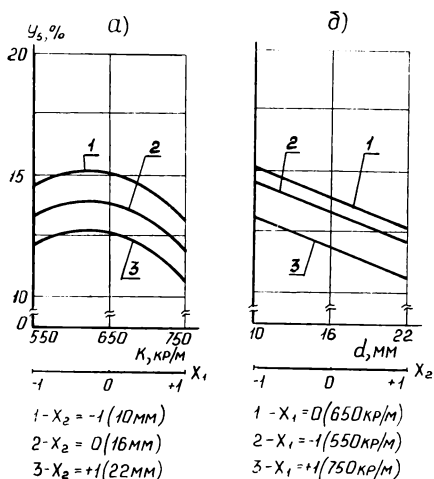 а) б)
У₅,%
20
15
10
0
1
2
3
1
2
3
550 650 750
К,кр/м
10 16 22
d,мм
-1 0 +1 X₁
-1 0 +1 X₂
1-X₂ = -1(10мм)
2-X₂ = 0(16мм)
3-X₂ = +1(22мм)
1-X₁ = 0(650кр/м)
2-X₁ = -1(550кр/м)
3-X₁ = +1(750кр/м)